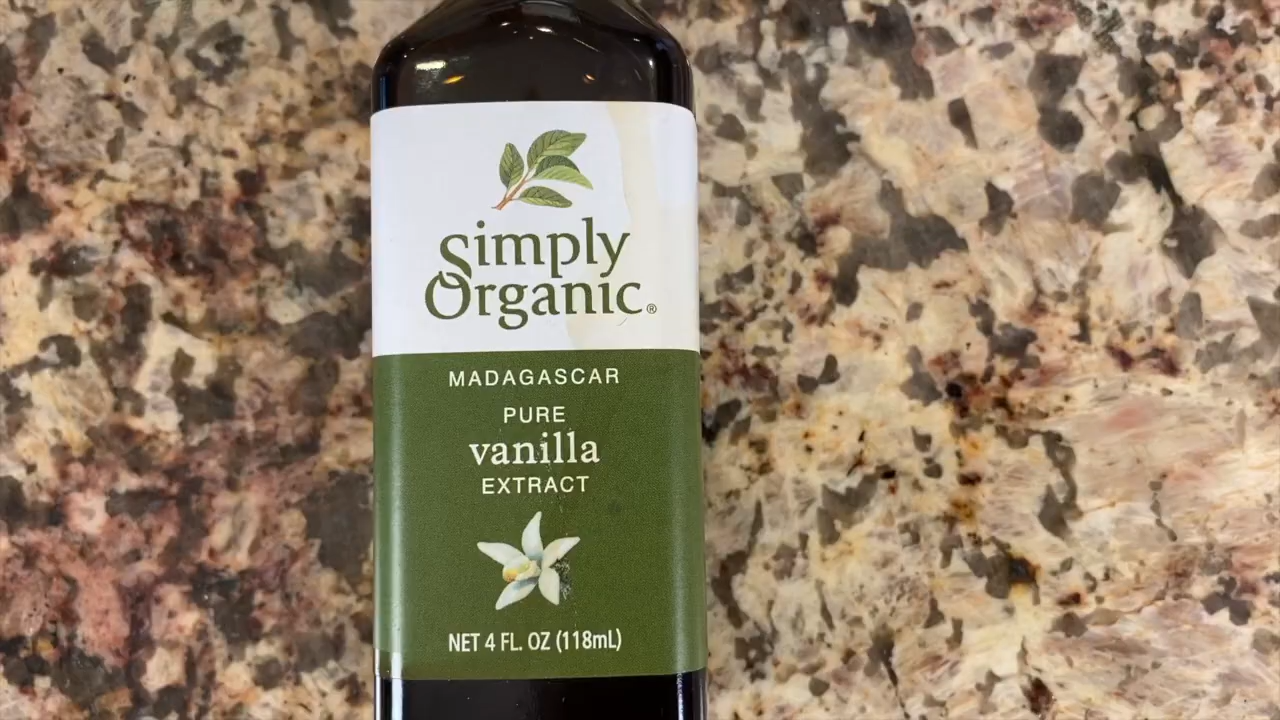 Simply
Organic®
MADAGASCAR
PURE
vanilla
EXTRACT
NET 4 FL. OZ (118mL)